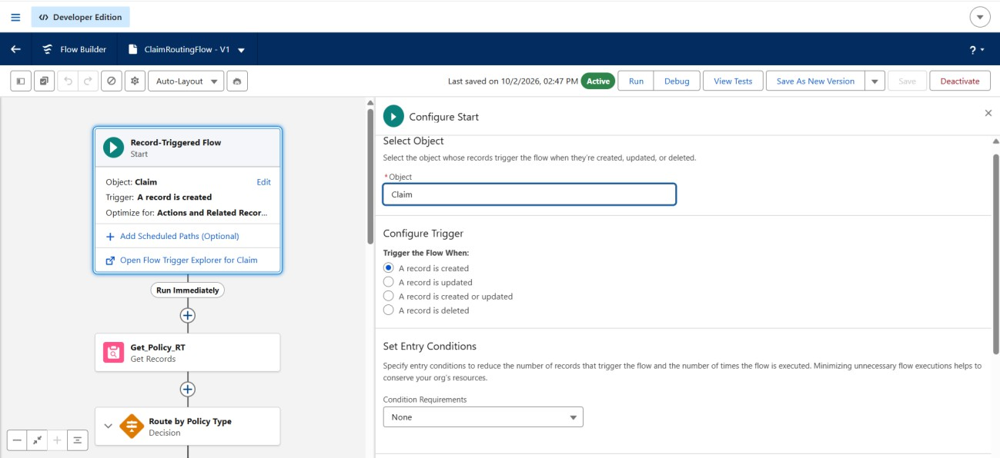 Developer Edition
Flow Builder
ClaimRoutingFlow - V1
?
Auto-Layout
Last saved on 10/2/2026, 02:47 PM
Active
Run
Debug
View Tests
Save As New Version
Save
Deactivate
Record-Triggered Flow
Start
Object: Claim
Edit
Trigger: A record is created
Optimize for: Actions and Related Recor...
Add Scheduled Paths (Optional)
Open Flow Trigger Explorer for Claim
Run Immediately
Get_Policy_RT
Get Records
Route by Policy Type
Decision
Configure Start
Select Object
Select the object whose records trigger the flow when they're created, updated, or deleted.
*Object
Claim
Configure Trigger
Trigger the Flow When:
A record is created
A record is updated
A record is created or updated
A record is deleted
Set Entry Conditions
Specify entry conditions to reduce the number of records that trigger the flow and the number of times the flow is executed. Minimizing unnecessary flow executions helps to
conserve your org's resources.
Condition Requirements
None